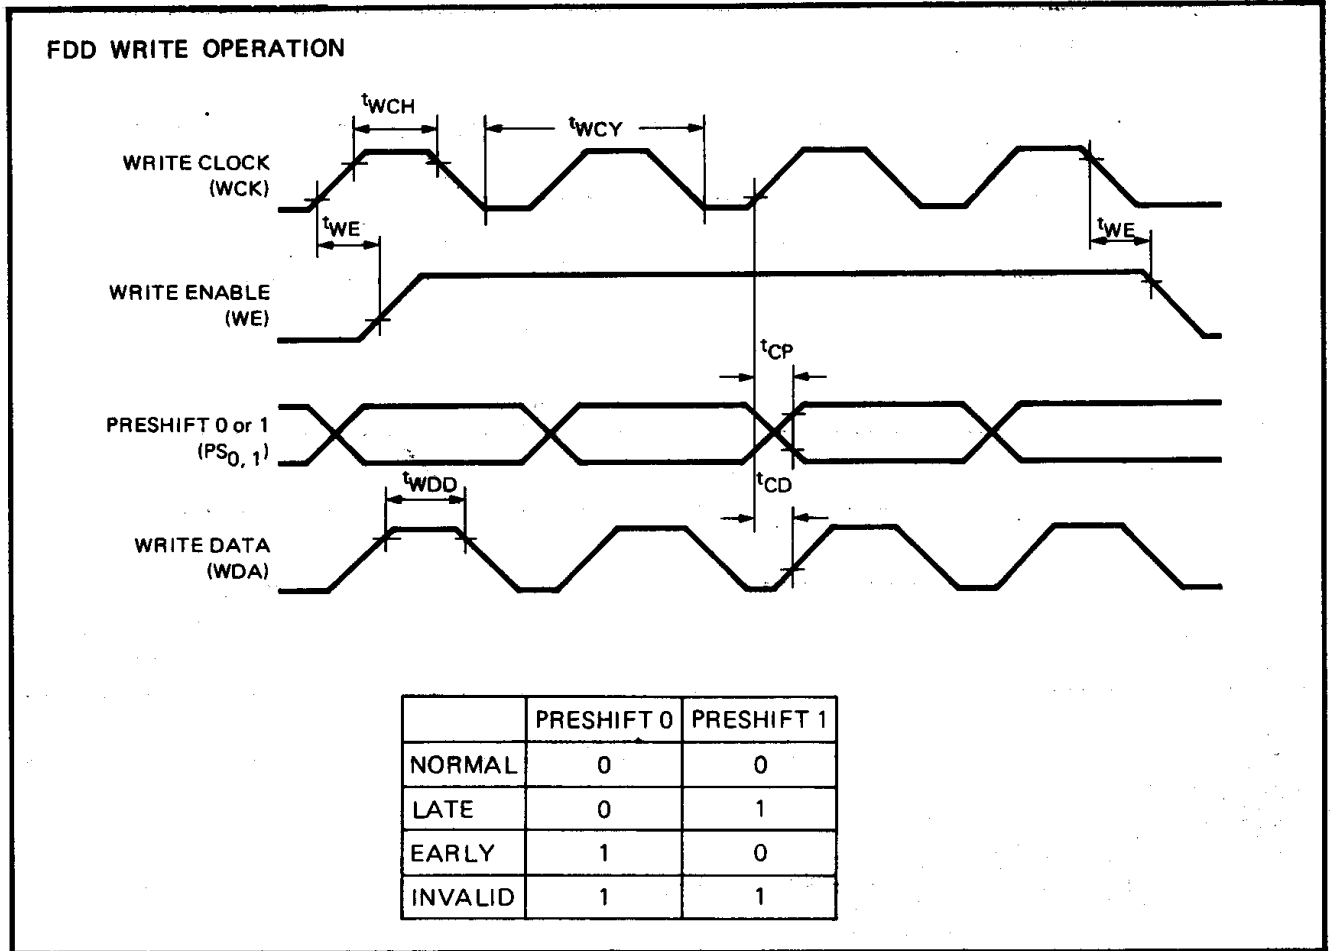 FDD WRITE OPERATION
tWCH
tWCY
WRITE CLOCK
(WCK)
tWE
tWE
WRITE ENABLE
(WE)
tCP
PRESHIFT 0 or 1
(PS0, 1)
tWDD
tCD
WRITE DATA
(WDA)
PRESHIFT 0 PRESHIFT 1
NORMAL 0 0
LATE 0 1
EARLY 1 0
INVALID 1 1